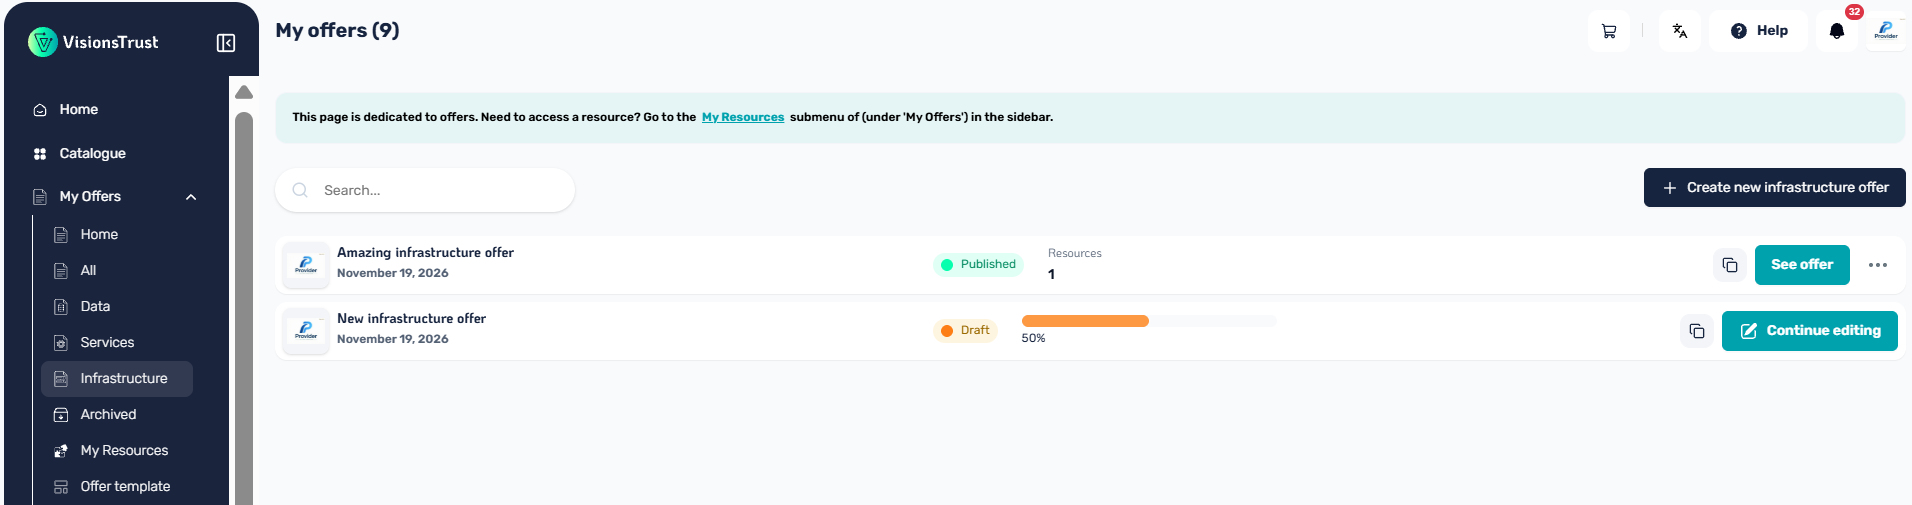 VisionsTrust
Home
Catalogue
My Offers
Home
All
Data
Services
Infrastructure
Archived
My Resources
Offer template
My offers (9)
Help
32
Provider
This page is dedicated to offers. Need to access a resource? Go to the My Resources submenu of (under 'My Offers') in the sidebar.
Search...
Create new infrastructure offer
Provider
Amazing infrastructure offer
November 19, 2026
Published
Resources
1
See offer
Provider
New infrastructure offer
November 19, 2026
Draft
50%
Continue editing